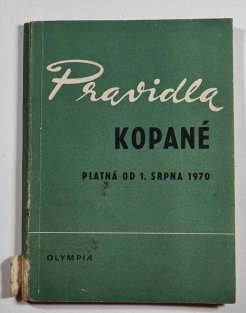 Pravidla
KOPANÉ
PLATNÁ OD 1. SRPNA 1970
OLYMPIA